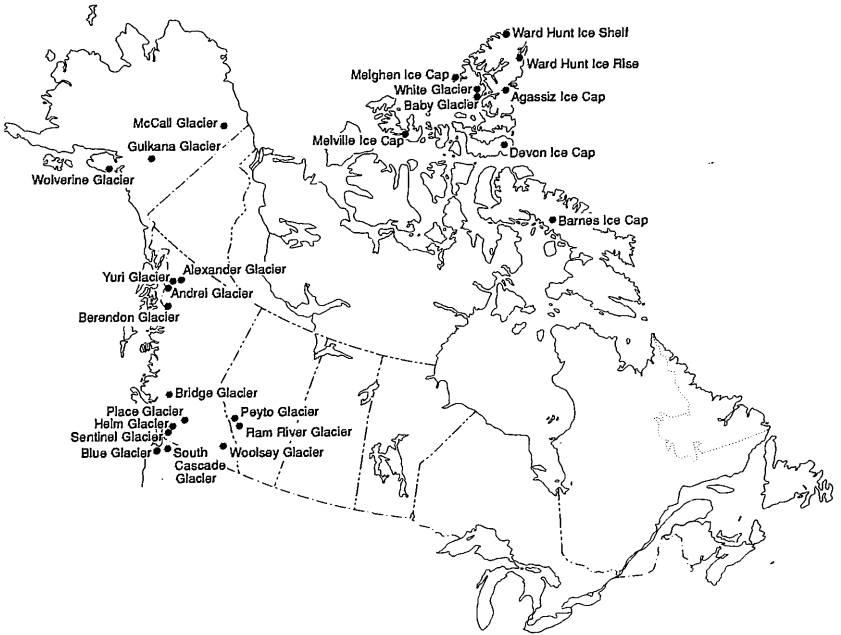 Ward Hunt Ice Shelf
Ward Hunt Ice Rise
Meighen Ice Cap
White Glacier
Baby Glacier
Agassiz Ice Cap
McCall Glacier
Melville Ice Cap
Gulkana Glacier
Devon Ice Cap
Wolverine Glacier
Barnes Ice Cap
Yuri Glacier
Alexander Glacier
Andrei Glacier
Berendon Glacier
Bridge Glacier
Place Glacier
Peyto Glacier
Helm Glacier
Ram River Glacier
Sentinel Glacier
Blue Glacier
South
Cascade
Glacier
Woolsey Glacier